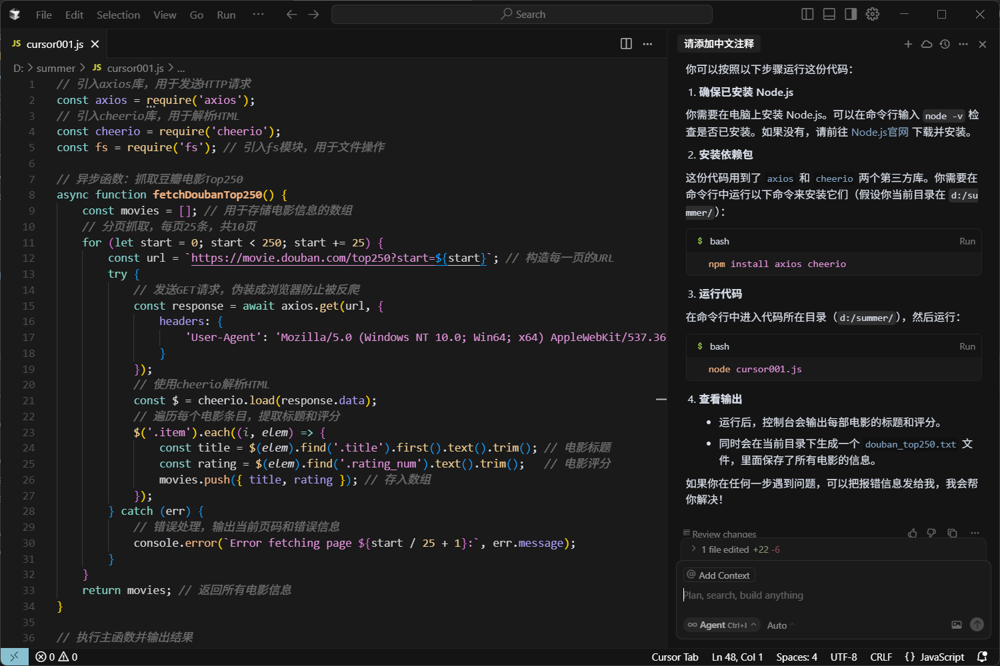 File Edit Selection View Go Run ··· Search
JS cursor001.js
D: > summer > JS cursor001.js > ...
1 // 引入axios库，用于发送HTTP请求
2 const axios = require('axios');
3 // 引入cheerio库，用于解析HTML
4 const cheerio = require('cheerio');
5 const fs = require('fs'); // 引入fs模块，用于文件操作
6
7 // 异步函数：抓取豆瓣电影Top250
8 async function fetchDoubanTop250() {
9 const movies = []; // 用于存储电影信息的数组
10 // 分页抓取，每页25条，共10页
11 for (let start = 0; start < 250; start += 25) {
12 const url = `https://movie.douban.com/top250?start=${start}`; // 构造每一页的URL
13 try {
14 // 发送GET请求，伪装成浏览器防止被反爬
15 const response = await axios.get(url, {
16 headers: {
17 'User-Agent': 'Mozilla/5.0 (Windows NT 10.0; Win64; x64) AppleWebKit/537.36
18 }
19 });
20 // 使用cheerio解析HTML
21 const $ = cheerio.load(response.data);
22 // 遍历每个电影条目，提取标题和评分
23 $('.item').each((i, elem) => {
24 const title = $(elem).find('.title').first().text().trim(); // 电影标题
25 const rating = $(elem).find('.rating_num').text().trim(); // 电影评分
26 movies.push({ title, rating }); // 存入数组
27 });
28 } catch (err) {
29 // 错误处理，输出当前页码和错误信息
30 console.error(`Error fetching page ${start / 25 + 1}:`, err.message);
31 }
32 }
33 return movies; // 返回所有电影信息
34 }
35
36 // 执行主函数并输出结果
请添加中文注释
你可以按照以下步骤运行这份代码：
1. 确保已安装 Node.js
你需要在电脑上安装 Node.js。可以在命令行输入 node -v 检
查是否已安装。如果没有，请前往 Node.js官网 下载并安装。
2. 安装依赖包
这份代码用到了 axios 和 cheerio 两个第三方库。你需要在
命令行中运行以下命令来安装它们（假设你当前目录在 d:/su
mmer/）：
$ bash Run
npm install axios cheerio
3. 运行代码
在命令行中进入代码所在目录（d:/summer/），然后运行：
$ bash Run
node cursor001.js
4. 查看输出
• 运行后，控制台会输出每部电影的标题和评分。
• 同时会在当前目录下生成一个 douban_top250.txt 文
件，里面保存了所有电影的信息。
如果你在任何一步遇到问题，可以把报错信息发给我，我会帮
你解决！
Review changes
> 1 file edited +22 -6
@ Add Context
Plan, search, build anything
∞ Agent Ctrl+I Auto
0 0 Cursor Tab Ln 48, Col 1 Spaces: 4 UTF-8 CRLF {} JavaScript